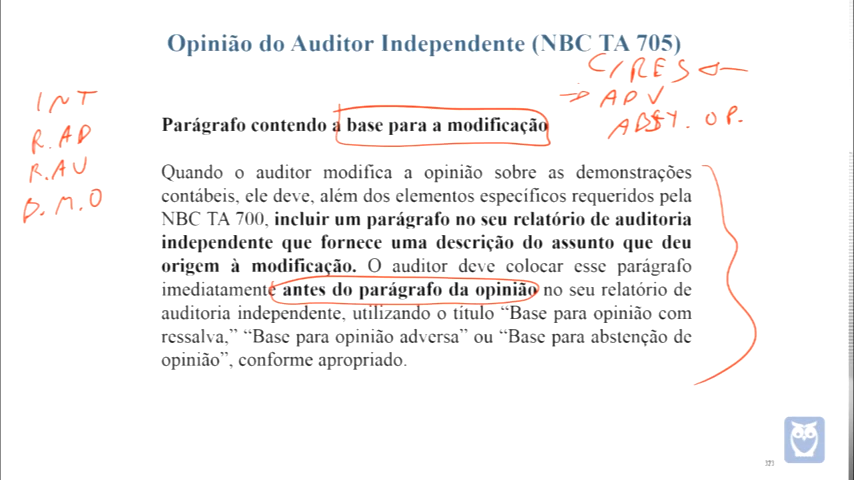 Opinião do Auditor Independente (NBC TA 705)
C/RES
INT
ADV
R.AD
ABST. OP.
Parágrafo contendo a base para a modificação
R.AU
Quando o auditor modifica a opinião sobre as demonstrações
contábeis, ele deve, além dos elementos específicos requeridos pela
D.M.O
NBC TA 700, incluir um parágrafo no seu relatório de auditoria
independente que fornece uma descrição do assunto que deu
origem à modificação. O auditor deve colocar esse parágrafo
imediatamente antes do parágrafo da opinião no seu relatório de
auditoria independente, utilizando o título “Base para opinião com
ressalva,” “Base para opinião adversa” ou “Base para abstenção de
opinião”, conforme apropriado.